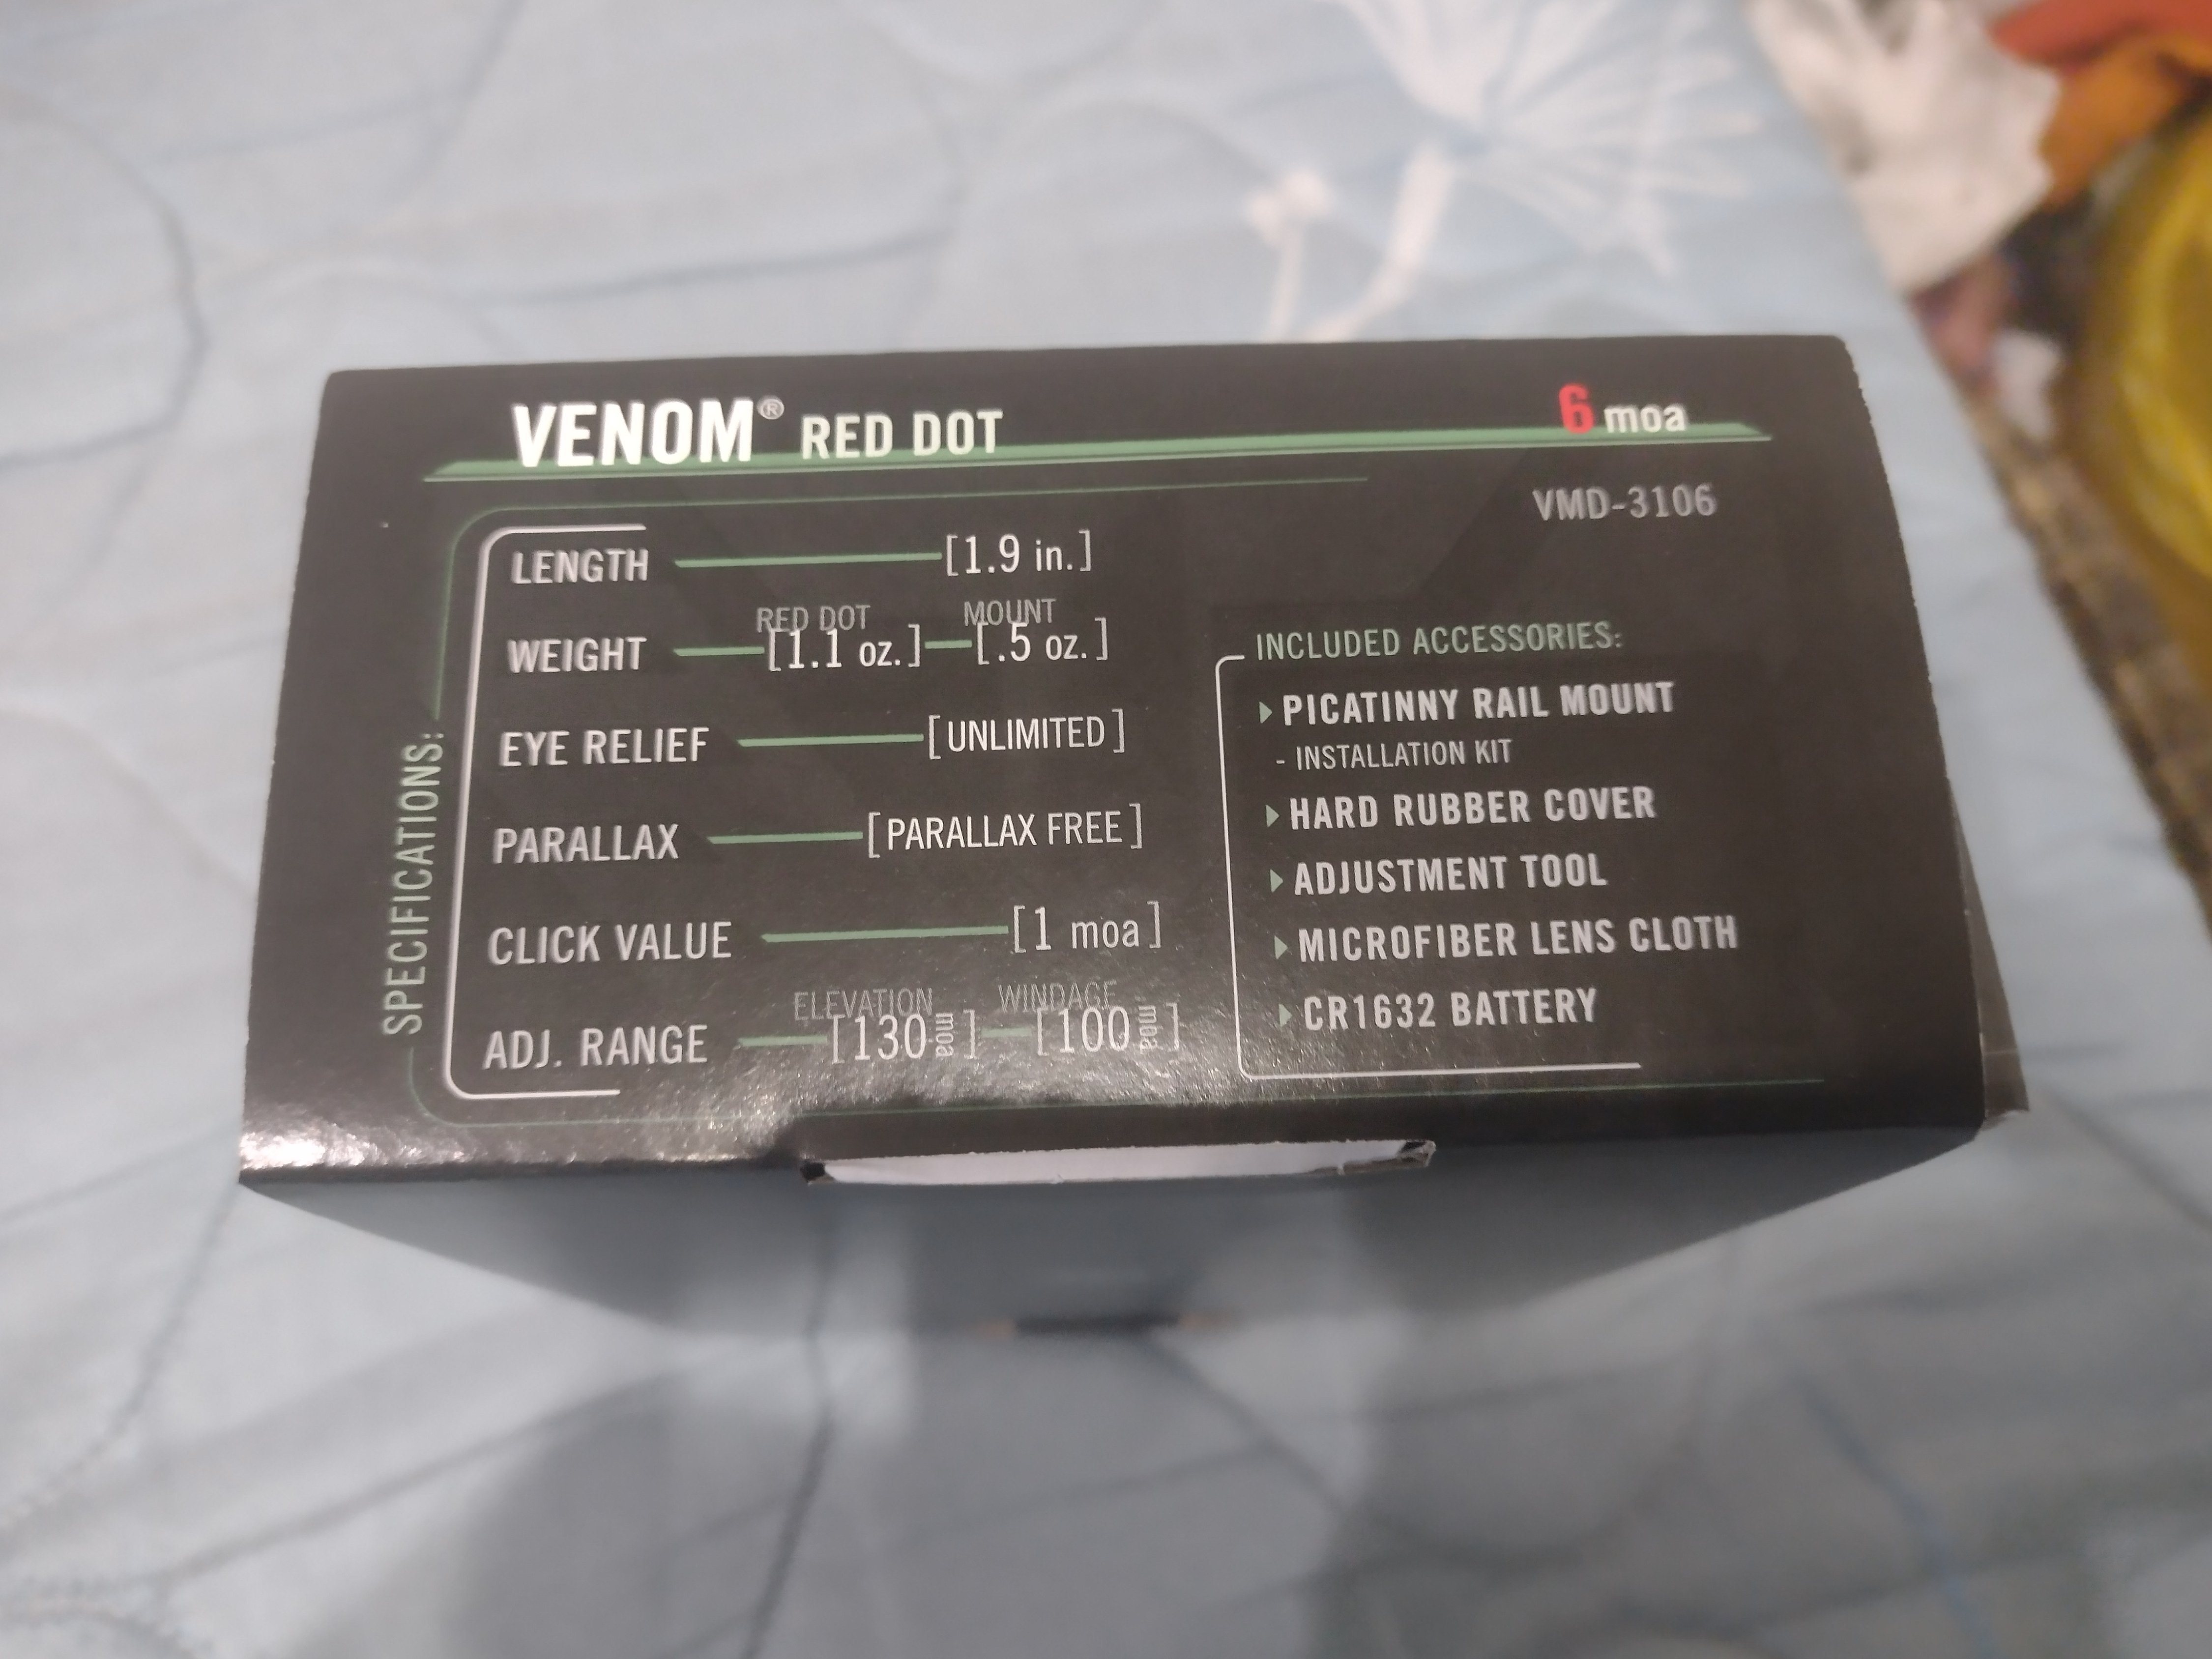 VENOM® RED DOT
6 moa
VMD-3106
SPECIFICATIONS:
LENGTH [1.9 in.]
RED DOT MOUNT
WEIGHT [1.1 oz.] [.5 oz.]
EYE RELIEF [UNLIMITED]
PARALLAX [PARALLAX FREE]
CLICK VALUE [1 moa]
ELEVATION WINDAGE
ADJ. RANGE [130 moa] [100 moa]
INCLUDED ACCESSORIES:
PICATINNY RAIL MOUNT
- INSTALLATION KIT
HARD RUBBER COVER
ADJUSTMENT TOOL
MICROFIBER LENS CLOTH
CR1632 BATTERY